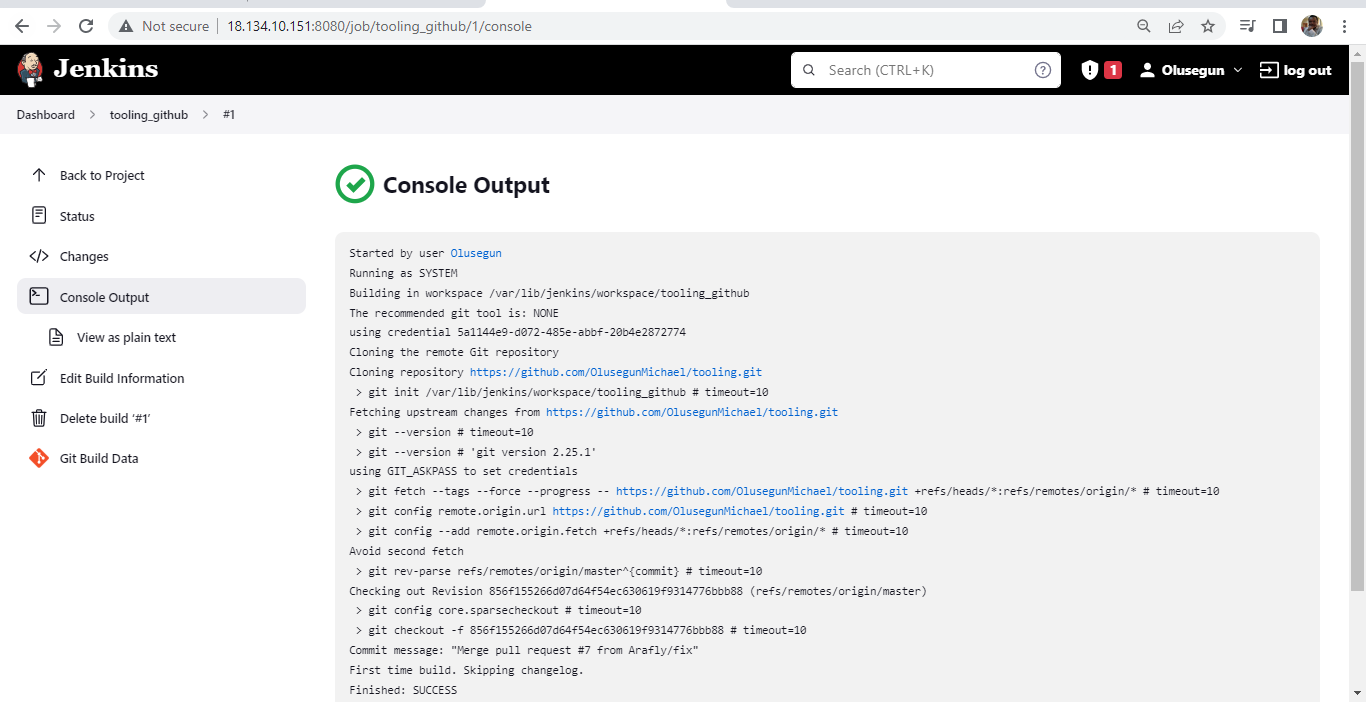 Not secure | 18.134.10.151:8080/job/tooling_github/1/console
Jenkins
Search (CTRL+K)
1
Olusegun
log out
Dashboard > tooling_github > #1
Back to Project
Status
Changes
Console Output
View as plain text
Edit Build Information
Delete build ‘#1’
Git Build Data
Console Output
Started by user Olusegun
Running as SYSTEM
Building in workspace /var/lib/jenkins/workspace/tooling_github
The recommended git tool is: NONE
using credential 5a1144e9-d072-485e-abbf-20b4e2872774
Cloning the remote Git repository
Cloning repository https://github.com/OlusegunMichael/tooling.git
 > git init /var/lib/jenkins/workspace/tooling_github # timeout=10
Fetching upstream changes from https://github.com/OlusegunMichael/tooling.git
 > git --version # timeout=10
 > git --version # 'git version 2.25.1'
using GIT_ASKPASS to set credentials
 > git fetch --tags --force --progress -- https://github.com/OlusegunMichael/tooling.git +refs/heads/*:refs/remotes/origin/* # timeout=10
 > git config remote.origin.url https://github.com/OlusegunMichael/tooling.git # timeout=10
 > git config --add remote.origin.fetch +refs/heads/*:refs/remotes/origin/* # timeout=10
Avoid second fetch
 > git rev-parse refs/remotes/origin/master^{commit} # timeout=10
Checking out Revision 856f155266d07d64f54ec630619f9314776bbb88 (refs/remotes/origin/master)
 > git config core.sparsecheckout # timeout=10
 > git checkout -f 856f155266d07d64f54ec630619f9314776bbb88 # timeout=10
Commit message: "Merge pull request #7 from Arafly/fix"
First time build. Skipping changelog.
Finished: SUCCESS